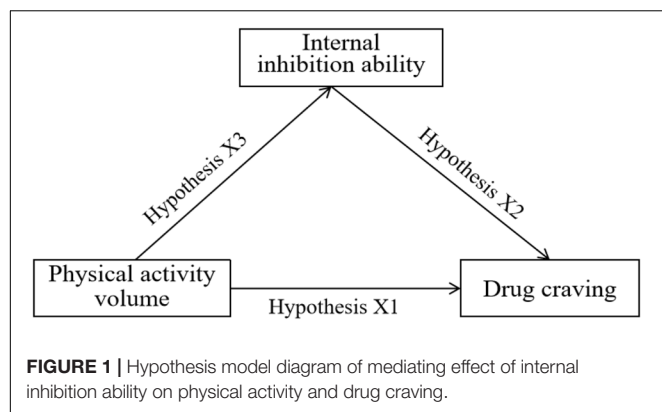 Internal
inhibition ability
Hypothesis X3
Hypothesis X2
Physical activity
volume
Hypothesis X1
Drug craving
FIGURE 1 | Hypothesis model diagram of mediating effect of internal
inhibition ability on physical activity and drug craving.